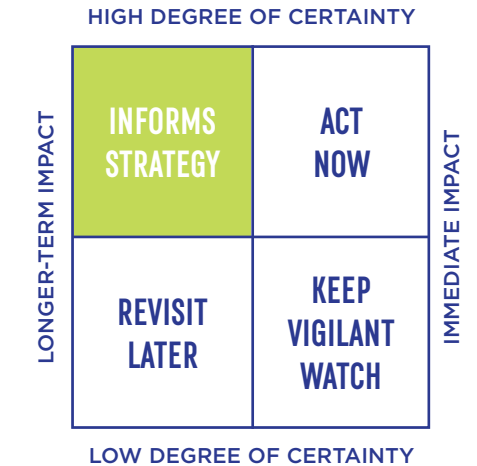 HIGH DEGREE OF CERTAINTY
LONGER-TERM IMPACT
INFORMS
STRATEGY
ACT
NOW
IMMEDIATE IMPACT
REVISIT
LATER
KEEP
VIGILANT
WATCH
LOW DEGREE OF CERTAINTY